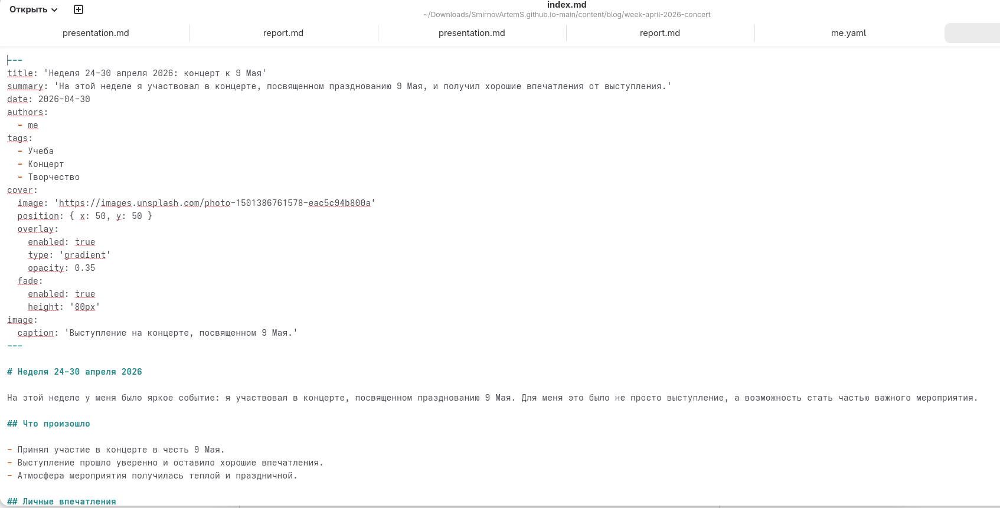 Открыть
index.md
~/Downloads/SmirnovArtemS.github.io-main/content/blog/week-april-2026-concert
presentation.md
report.md
presentation.md
report.md
me.yaml
---
title: 'Неделя 24-30 апреля 2026: концерт к 9 Мая'
summary: 'На этой неделе я участвовал в концерте, посвященном празднованию 9 Мая, и получил хорошие впечатления от выступления.'
date: 2026-04-30
authors:
  - me
tags:
  - Учеба
  - Концерт
  - Творчество
cover:
  image: 'https://images.unsplash.com/photo-1501386761578-eac5c94b800a'
  position: { x: 50, y: 50 }
  overlay:
    enabled: true
    type: 'gradient'
    opacity: 0.35
  fade:
    enabled: true
    height: '80px'
image:
  caption: 'Выступление на концерте, посвященном 9 Мая.'
---
# Неделя 24-30 апреля 2026
На этой неделе у меня было яркое событие: я участвовал в концерте, посвященном празднованию 9 Мая. Для меня это было не просто выступление, а возможность стать частью важного мероприятия.
## Что произошло
- Принял участие в концерте в честь 9 Мая.
- Выступление прошло уверенно и оставило хорошие впечатления.
- Атмосфера мероприятия получилась теплой и праздничной.
## Личные впечатления